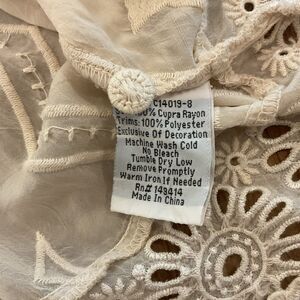 C14019-8
100% Cupra Rayon
Trims: 100% Polyester
Exclusive Of Decoration
Machine Wash Cold
No Bleach
Tumble Dry Low
Remove Promptly
Warm Iron If Needed
Rn# 149414
Made In China